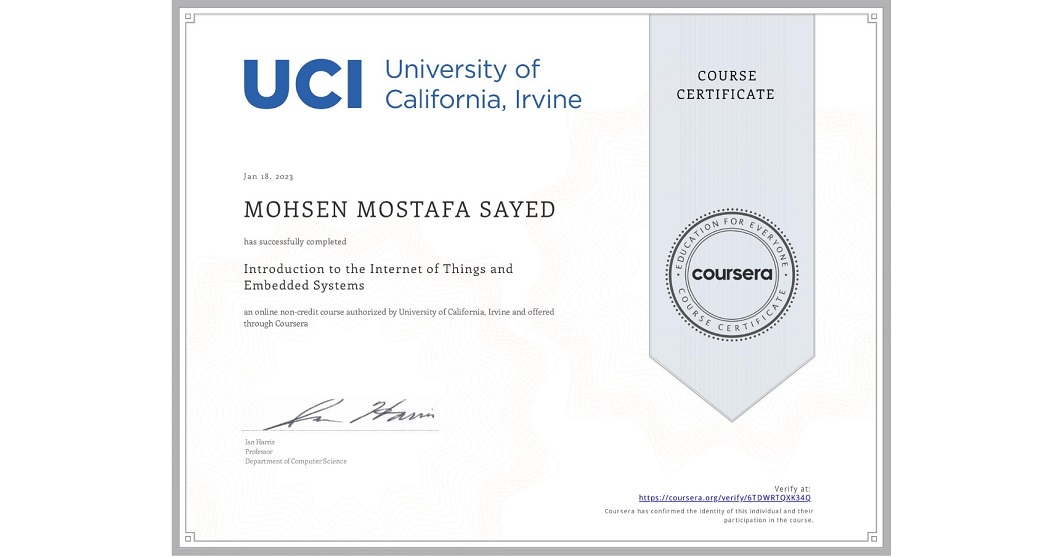 UCI
University of
California, Irvine
COURSE
CERTIFICATE
Jan 18, 2023
MOHSEN MOSTAFA SAYED
has successfully completed
Introduction to the Internet of Things and
Embedded Systems
an online non-credit course authorized by University of California, Irvine and offered
through Coursera
EDUCATION FOR EVERYONE
coursera
COURSE CERTIFICATE
Ian Harris
Ian Harris
Professor
Department of Computer Science
Verify at:
https://coursera.org/verify/6TDWRTQXK34Q
Coursera has confirmed the identity of this individual and their
participation in the course.